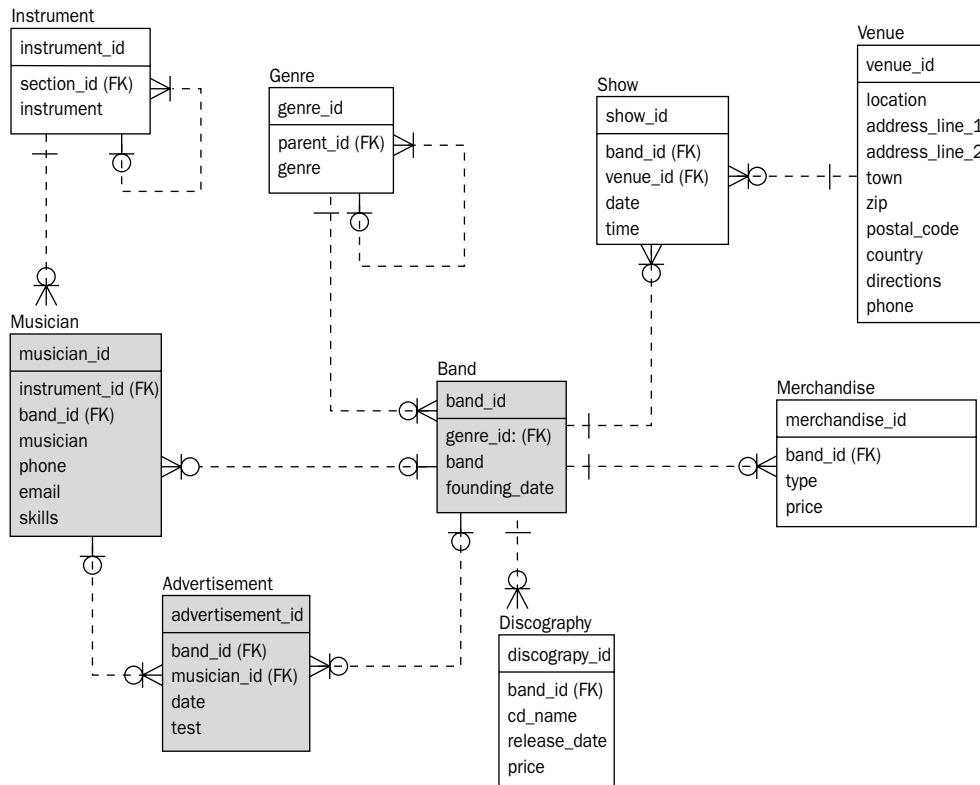 Instrument
instrument_id
section_id (FK)
instrument
Genre
genre_id
parent_id (FK)
genre
Show
show_id
band_id (FK)
venue_id (FK)
date
time
Venue
venue_id
location
address_line_1
address_line_2
town
zip
postal_code
country
directions
phone
Musician
musician_id
instrument_id (FK)
band_id (FK)
musician
phone
email
skills
Band
band_id
genre_id: (FK)
band
founding_date
Merchandise
merchandise_id
band_id (FK)
type
price
Advertisement
advertisement_id
band_id (FK)
musician_id (FK)
date
test
Discography
discograpy_id
band_id (FK)
cd_name
release_date
price